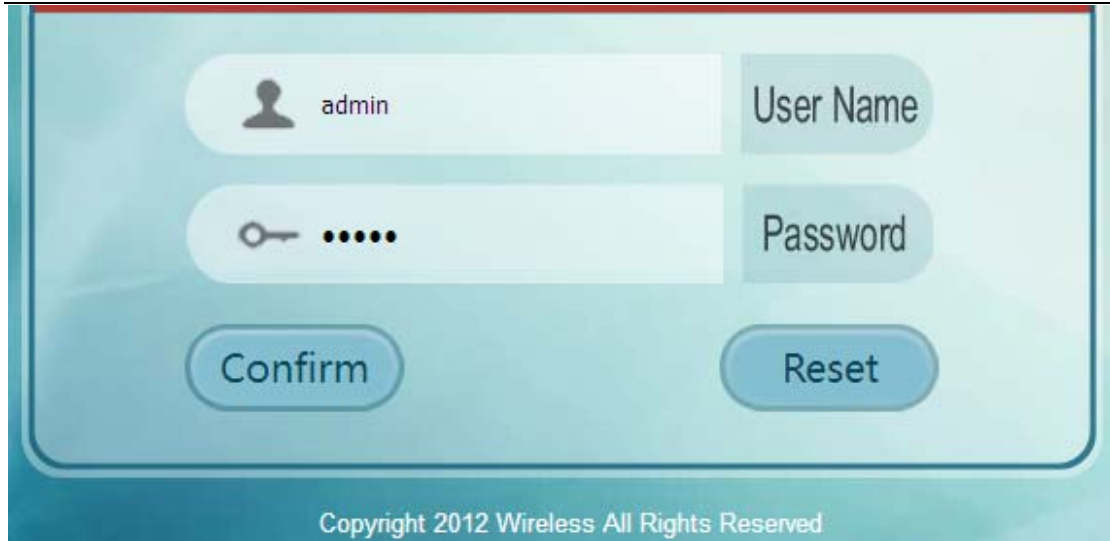 admin
User Name
•••••
Password
Confirm
Reset
Copyright 2012 Wireless All Rights Reserved